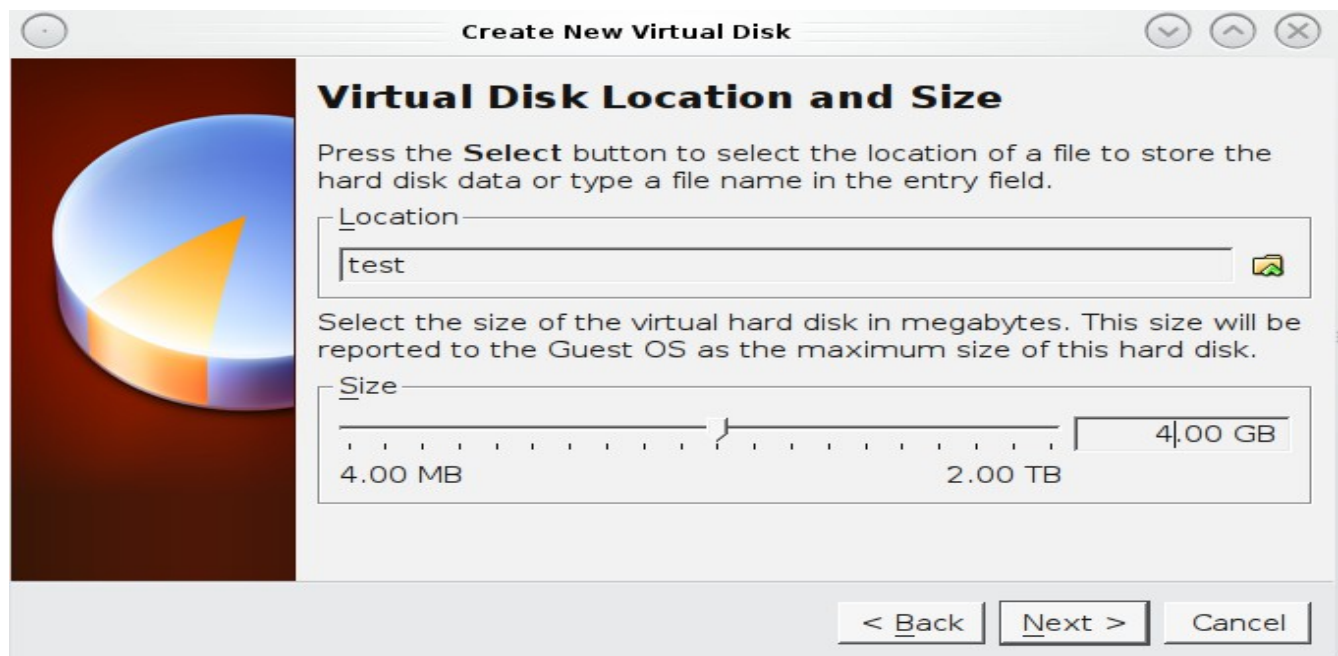 Create New Virtual Disk
Virtual Disk Location and Size
Press the Select button to select the location of a file to store the
hard disk data or type a file name in the entry field.
Location
test
Select the size of the virtual hard disk in megabytes. This size will be
reported to the Guest OS as the maximum size of this hard disk.
Size
4.00 GB
4.00 MB 2.00 TB
< Back Next > Cancel